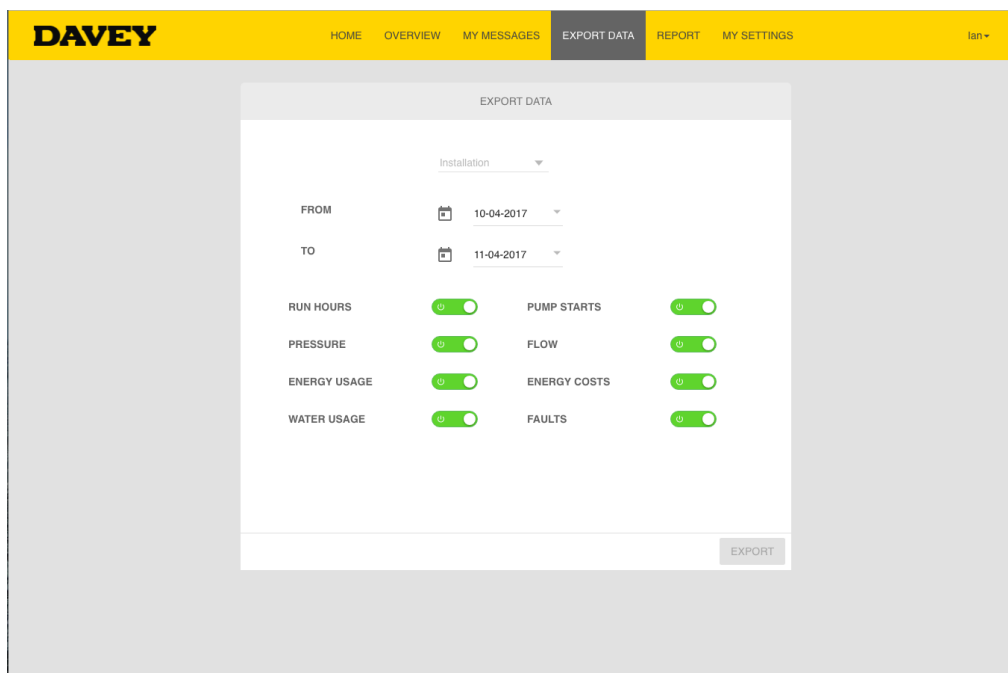 DAVEY HOME OVERVIEW MY MESSAGES EXPORT DATA REPORT MY SETTINGS Ian
EXPORT DATA
Installation
FROM 10-04-2017
TO 11-04-2017
RUN HOURS PUMP STARTS
PRESSURE FLOW
ENERGY USAGE ENERGY COSTS
WATER USAGE FAULTS
EXPORT